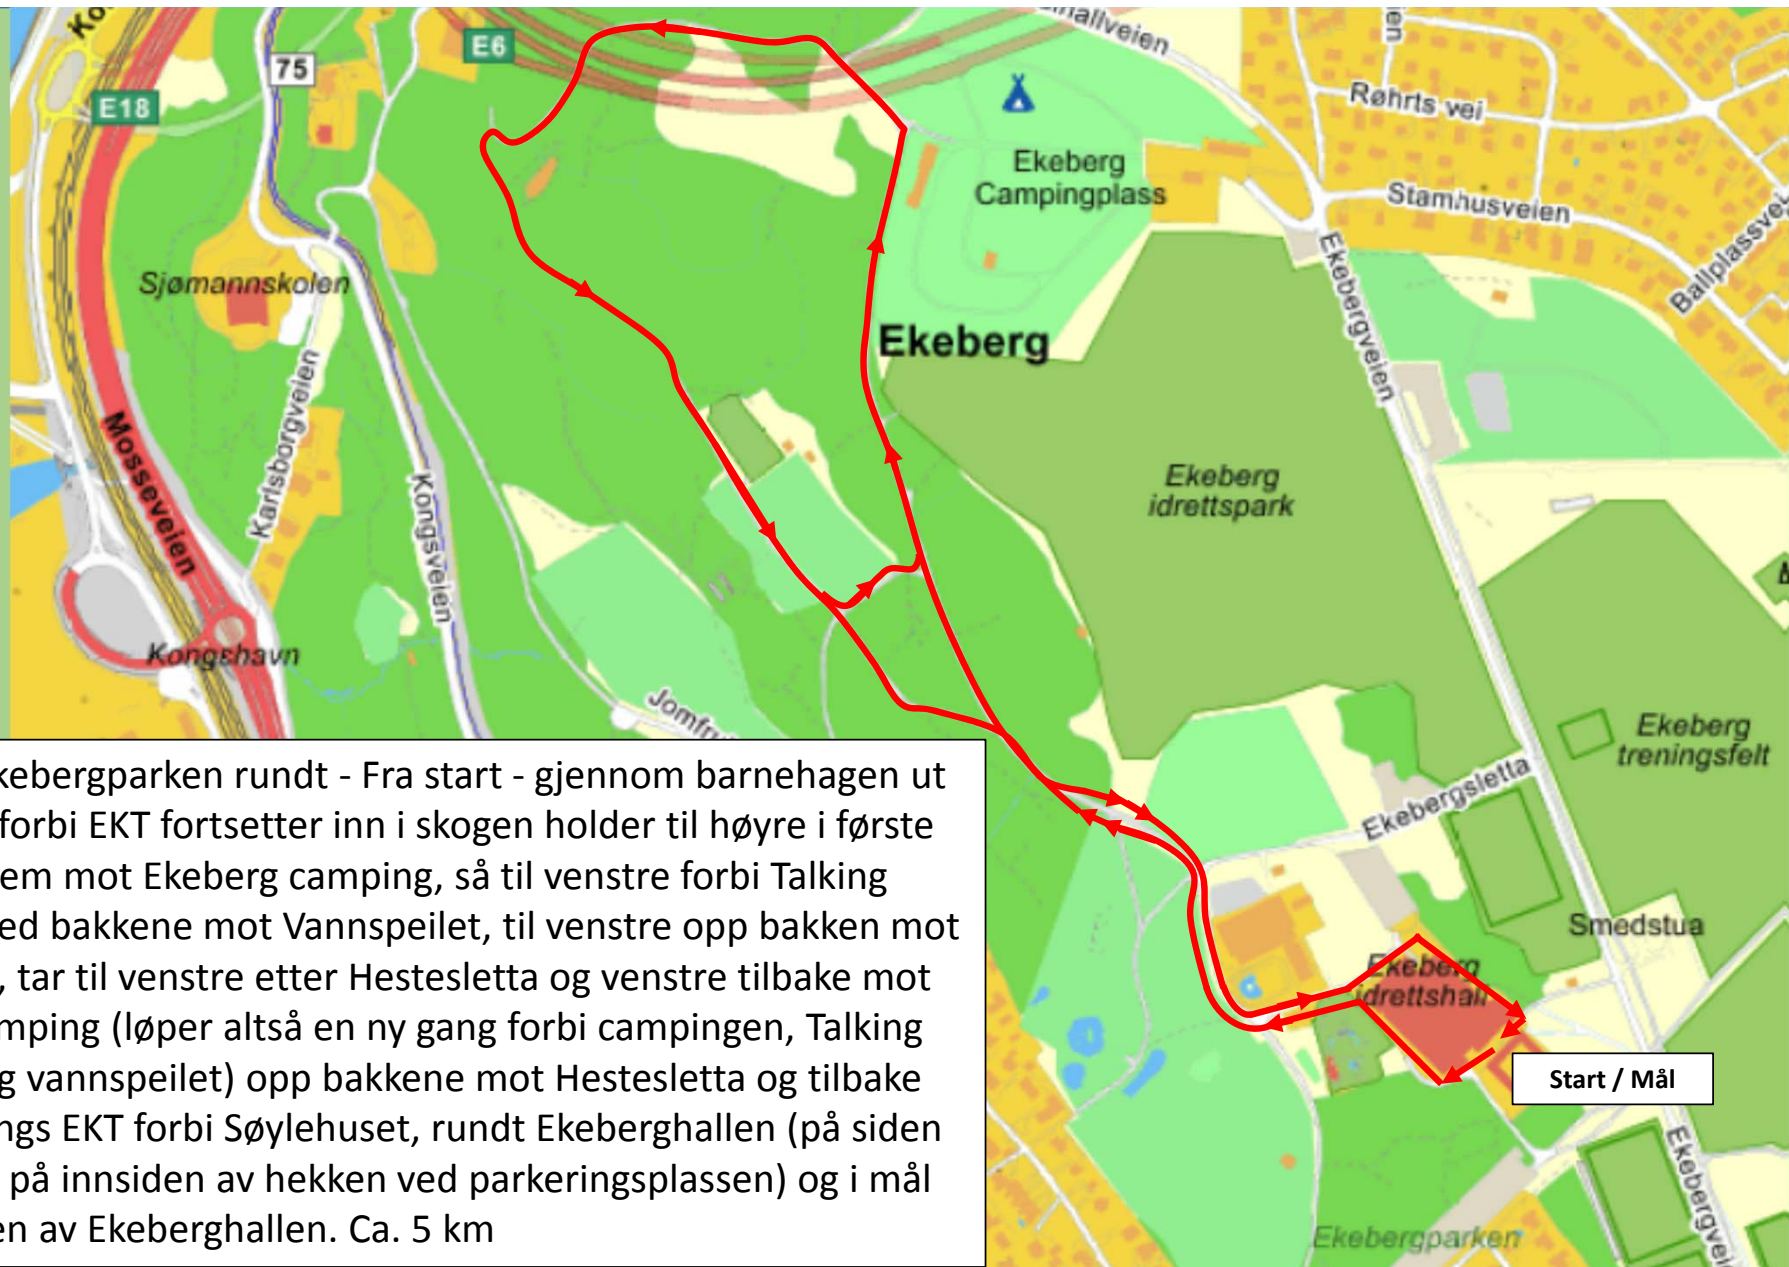 Ko
75
E6
E18
hallveien
Røhrts vei
Ekeberg
Campingplass
Stamhusveien
Ballplassvei
Ekebergveien
Sjømannskolen
Ekeberg
Karlsborgveien
Mosseveien
Kongsveien
Ekeberg
idrettspark
Kongshavn
Jomfru
Ekeberg
treningsfelt
Ekebergsletta
Smedstua
Ekeberg
idrettshall
Start / Mål
Ekebergvei
Ekebergparken
kebergparken rundt - Fra start - gjennom barnehagen ut
forbi EKT fortsetter inn i skogen holder til høyre i første
em mot Ekeberg camping, så til venstre forbi Talking
ed bakkene mot Vannspeilet, til venstre opp bakken mot
, tar til venstre etter Hestesletta og venstre tilbake mot
mping (løper altså en ny gang forbi campingen, Talking
g vannspeilet) opp bakkene mot Hestesletta og tilbake
ngs EKT forbi Søylehuset, rundt Ekeberghallen (på siden
på innsiden av hekken ved parkeringsplassen) og i mål
en av Ekeberghallen. Ca. 5 km